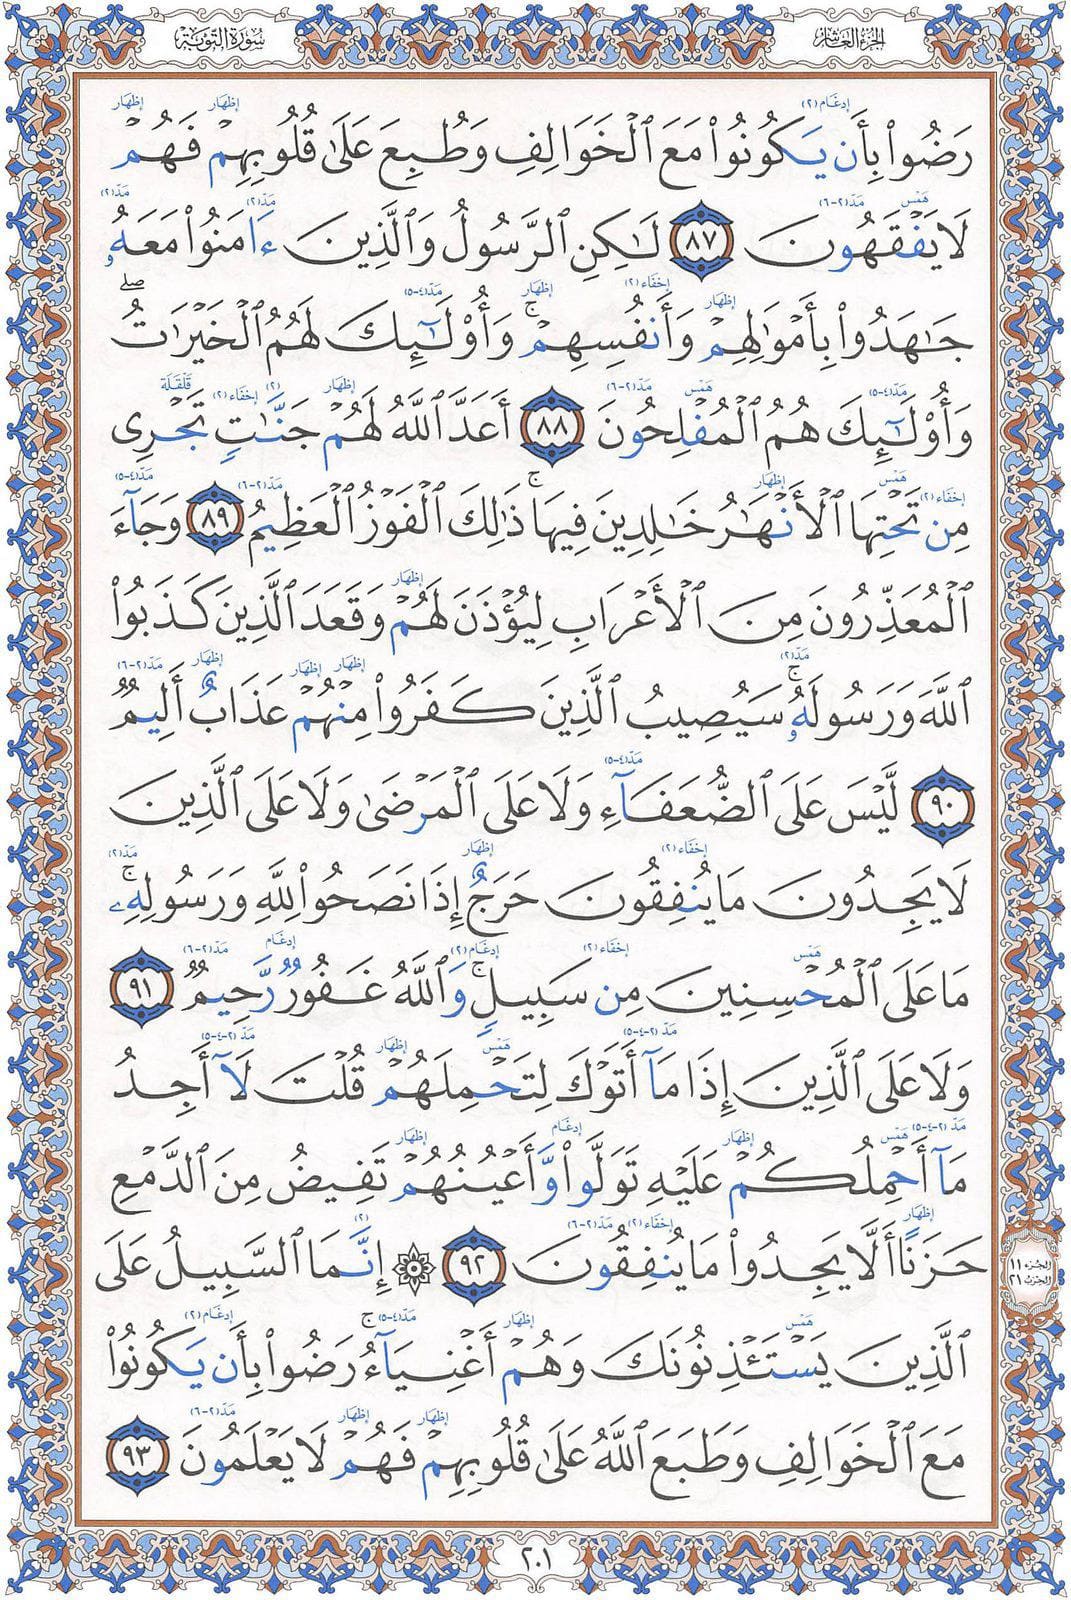 الجزء العاشر
سورة التوبة
رَضُوا۟ بِأَن يَكُونُوا۟ مَعَ ٱلْخَوَالِفِ وَطُبِعَ عَلَىٰ قُلُوبِهِمْ فَهُمْ
لَا يَفْقَهُونَ ٨٧ لَـٰكِنِ ٱلرَّسُولُ وَٱلَّذِينَ ءَامَنُوا۟ مَعَهُۥ
جَـٰهَدُوا۟ بِأَمْوَٰلِهِمْ وَأَنفُسِهِمْۚ وَأُو۟لَـٰٓئِكَ لَهُمُ ٱلْخَيْرَٰتُۖ
وَأُو۟لَـٰٓئِكَ هُمُ ٱلْمُفْلِحُونَ ٨٨ أَعَدَّ ٱللَّهُ لَهُمْ جَنَّـٰتٍ تَجْرِى
مِن تَحْتِهَا ٱلْأَنْهَـٰرُ خَـٰلِدِينَ فِيهَاۚ ذَٰلِكَ ٱلْفَوْزُ ٱلْعَظِيمُ ٨٩ وَجَآءَ
ٱلْمُعَذِّرُونَ مِنَ ٱلْأَعْرَابِ لِيُؤْذَنَ لَهُمْ وَقَعَدَ ٱلَّذِينَ كَذَبُوا۟
ٱللَّهَ وَرَسُولَهُۥۚ سَيُصِيبُ ٱلَّذِينَ كَفَرُوا۟ مِنْهُمْ عَذَابٌ أَلِيمٌ
٩٠ لَّيْسَ عَلَى ٱلضُّعَفَآءِ وَلَا عَلَى ٱلْمَرْضَىٰ وَلَا عَلَى ٱلَّذِينَ
لَا يَجِدُونَ مَا يُنفِقُونَ حَرَجٌ إِذَا نَصَحُوا۟ لِلَّهِ وَرَسُولِهِۦۚ
مَا عَلَى ٱلْمُحْسِنِينَ مِن سَبِيلٍۚ وَٱللَّهُ غَفُورٌ رَّحِيمٌ ٩١
وَلَا عَلَى ٱلَّذِينَ إِذَا مَآ أَتَوْكَ لِتَحْمِلَهُمْ قُلْتَ لَآ أَجِدُ
مَآ أَحْمِلُكُمْ عَلَيْهِ تَوَلَّوا۟ وَّأَعْيُنُهُمْ تَفِيضُ مِنَ ٱلدَّمْعِ
حَزَنًا أَلَّا يَجِدُوا۟ مَا يُنفِقُونَ ٩٢ ۞ إِنَّمَا ٱلسَّبِيلُ عَلَى
ٱلَّذِينَ يَسْتَـْٔذِنُونَكَ وَهُمْ أَغْنِيَآءُۚ رَضُوا۟ بِأَن يَكُونُوا۟
مَعَ ٱلْخَوَالِفِ وَطَبَعَ ٱللَّهُ عَلَىٰ قُلُوبِهِمْ فَهُمْ لَا يَعْلَمُونَ ٩٣
الجزء ١١
الحزب ٢١
٢٠١